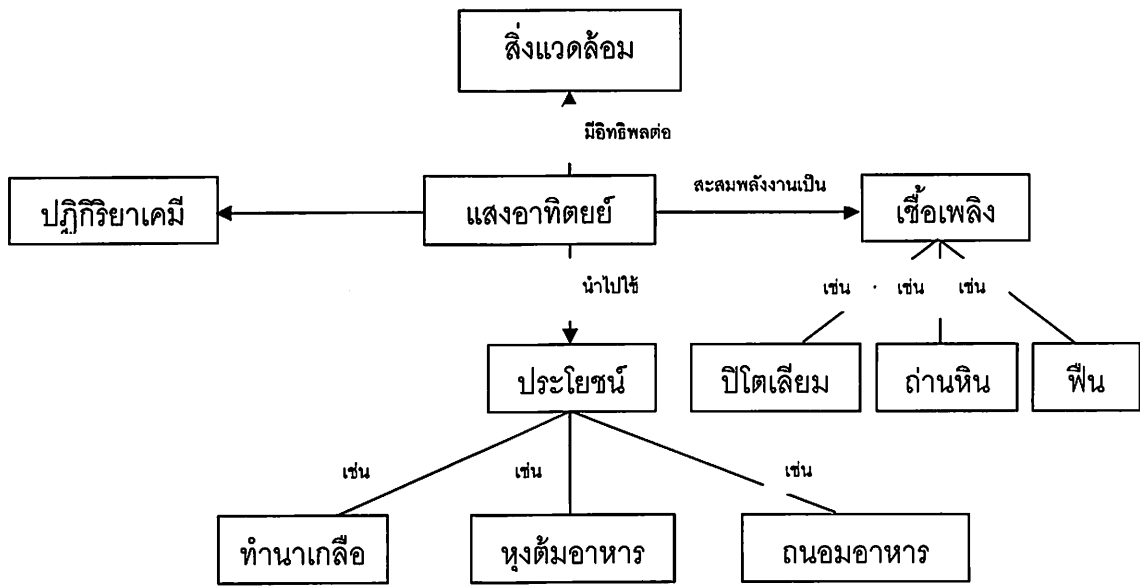 สิ่งแวดล้อม
มีอิทธิพลต่อ
ปฏิกิริยาเคมี
แสงอาทิตยย์
สะสมพลังงานเป็น
เชื้อเพลิง
นำไปใช้
เช่น
เช่น
เช่น
ประโยชน์
ปิโตเลียม
ถ่านหิน
ฟืน
เช่น
เช่น
เช่น
ทำนาเกลือ
หุงต้มอาหาร
ถนอมอาหาร